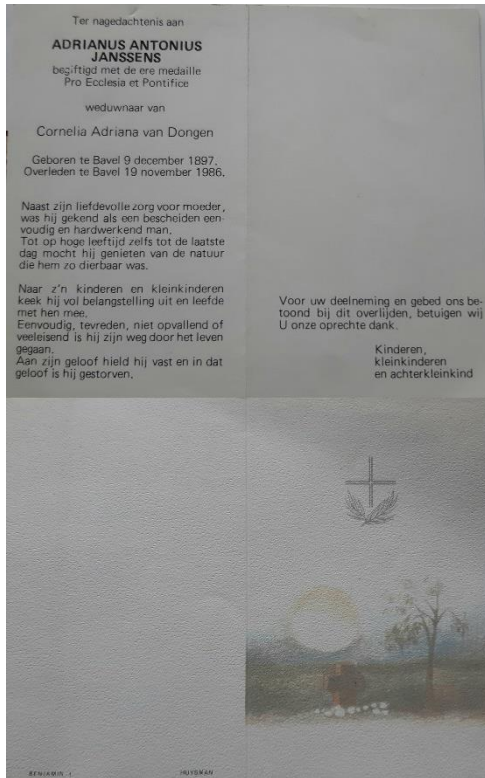 Ter nagedachtenis aan
ADRIANUS ANTONIUS
JANSSENS
begiftigd met de ere medaille
Pro Ecclesia et Pontifice
weduwnaar van
Cornelia Adriana van Dongen
Geboren te Bavel 9 december 1897.
Overleden te Bavel 19 november 1986.
Naast zijn liefdevolle zorg voor moeder,
was hij gekend als een bescheiden een-
voudig en hardwerkend man.
Tot op hoge leeftijd zelfs tot de laatste
dag mocht hij genieten van de natuur
die hem zo dierbaar was.
Naar z'n kinderen en kleinkinderen
keek hij vol belangstelling uit en leefde
met hen mee.
Eenvoudig, tevreden, niet opvallend of
veeleisend is hij zijn weg door het leven
gegaan.
Aan zijn geloof hield hij vast en in dat
geloof is hij gestorven.
Voor uw deelneming en gebed ons be-
toond bij dit overlijden, betuigen wij
U onze oprechte dank.
Kinderen,
kleinkinderen
en achterkleinkind
BENJAMIN
HUYSMAN